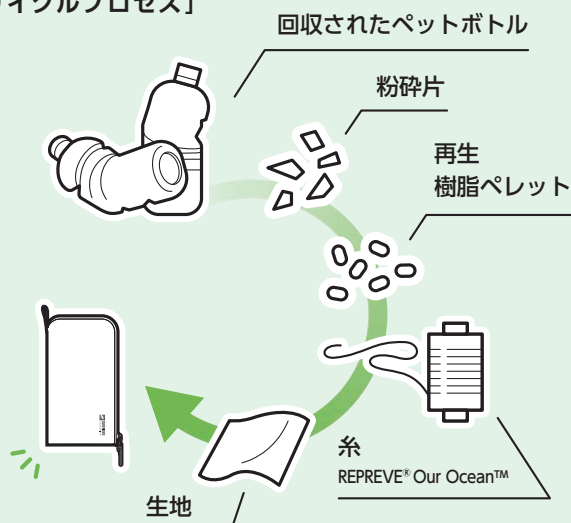 イクルプロセス]
回収されたペットボトル
粉砕片
再生
樹脂ペレット
糸
REPREVE® Our Ocean™
生地